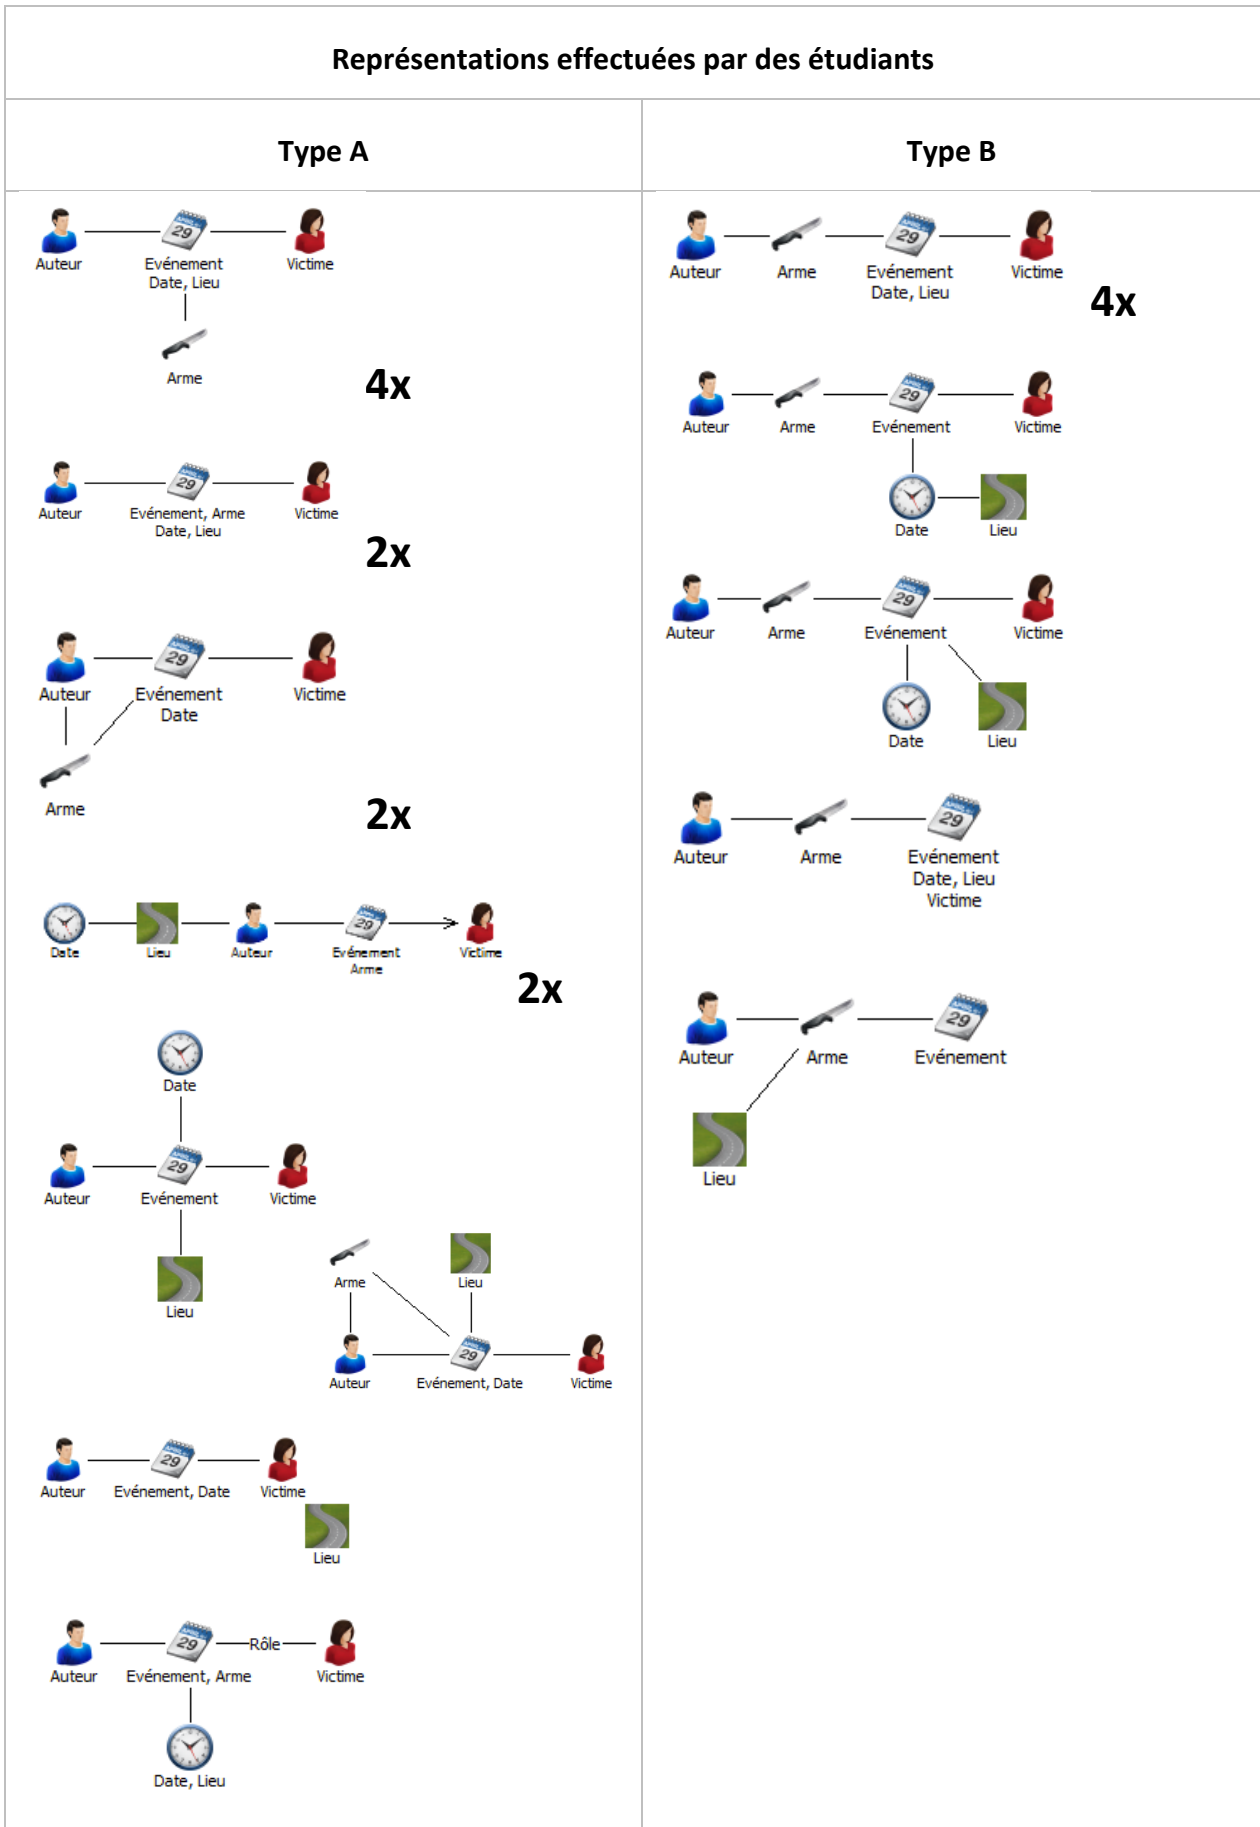 Représentations effectuées par des étudiants
Type A
Auteur
Evénement
Date, Lieu
Victime
Arme
4x
Auteur
Evénement, Arme
Date, Lieu
Victime
2x
Auteur
Evénement
Date
Victime
Arme
2x
Date
Lieu
Auteur
Evénement
Arme
Victime
2x
Date
Auteur
Evénement
Victime
Lieu
Arme
Lieu
Auteur
Evénement, Date
Victime
Auteur
Evénement, Date
Victime
Lieu
Rôle
Auteur
Evénement, Arme
Victime
Date, Lieu
Type B
Auteur
Arme
Evénement
Date, Lieu
Victime
4x
Auteur
Arme
Evénement
Victime
Date
Lieu
Auteur
Arme
Evénement
Victime
Date
Lieu
Auteur
Arme
Evénement
Date, Lieu
Victime
Auteur
Arme
Evénement
Lieu